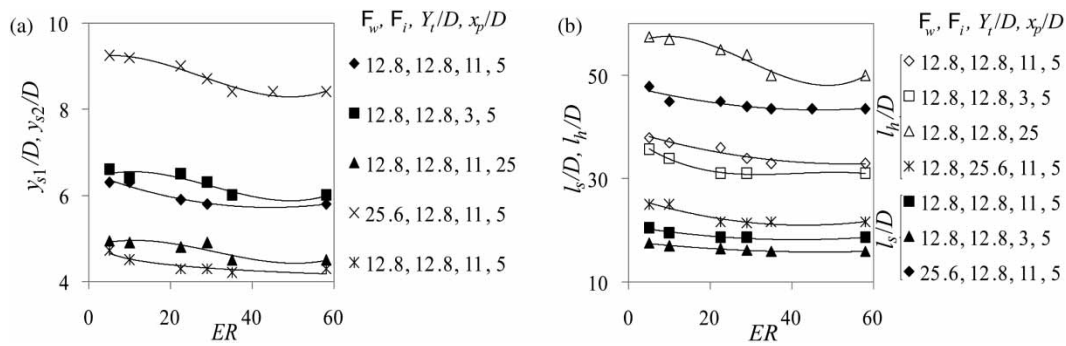 (a)
10
8
6
4
y_{s1}/D, y_{s2}/D
0 20 40 60
ER
F_w, F_i, Y_t/D, x_p/D
12.8, 12.8, 11, 5
12.8, 12.8, 3, 5
12.8, 12.8, 11, 25
25.6, 12.8, 11, 5
12.8, 12.8, 11, 5
(b)
50
30
10
l_s/D, l_h/D
0 20 40 60
ER
F_w, F_i, Y_t/D, x_p/D
12.8, 12.8, 11, 5
12.8, 12.8, 3, 5
12.8, 12.8, 25
12.8, 25.6, 11, 5
12.8, 12.8, 11, 5
12.8, 12.8, 3, 5
25.6, 12.8, 11, 5
l_h/D
l_s/D